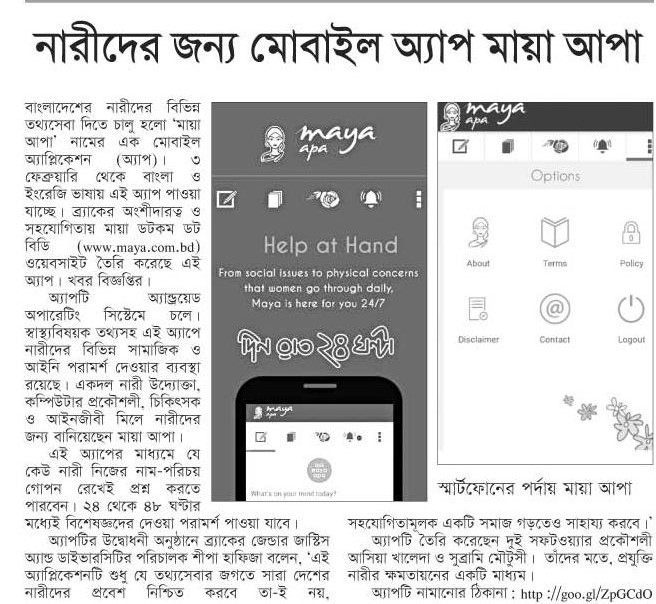 নারীদের জন্য মোবাইল অ্যাপ মায়া আপা
বাংলাদেশের নারীদের বিভিন্ন
তথ্যসেবা দিতে চালু হলো ‘মায়া
আপা’ নামের এক মোবাইল
অ্যাপ্লিকেশন (অ্যাপ)। ৩
ফেব্রুয়ারি থেকে বাংলা ও
ইংরেজি ভাষায় এই অ্যাপ পাওয়া
যাচ্ছে। ব্র্যাকের অংশীদারত্ব ও
সহযোগিতায় মায়া ডটকম ডট
বিডি (www.maya.com.bd)
ওয়েবসাইট তৈরি করেছে এই
অ্যাপ। খবর বিজ্ঞপ্তির।
অ্যাপটি অ্যান্ড্রয়েড
অপারেটিং সিস্টেমে চলে।
স্বাস্থ্যবিষয়ক তথ্যসহ এই অ্যাপে
নারীদের বিভিন্ন সামাজিক ও
আইনি পরামর্শ দেওয়ার ব্যবস্থা
রয়েছে। একদল নারী উদ্যোক্তা,
কম্পিউটার প্রকৌশলী, চিকিৎসক
ও আইনজীবী মিলে নারীদের
জন্য বানিয়েছেন মায়া আপা।
এই অ্যাপের মাধ্যমে যে
কেউ নারী নিজের নাম-পরিচয়
গোপন রেখেই প্রশ্ন করতে
পারবেন। ২৪ থেকে ৪৮ ঘণ্টার
মধ্যেই বিশেষজ্ঞদের দেওয়া পরামর্শ পাওয়া যাবে।
অ্যাপটির উদ্বোধনী অনুষ্ঠানে ব্র্যাকের জেন্ডার জাস্টিস
অ্যান্ড ডাইভারসিটির পরিচালক শীপা হাফিজা বলেন, ‘এই
অ্যাপ্লিকেশনটি শুধু যে তথ্যসেবার জগতে সারা দেশের
নারীদের প্রবেশ নিশ্চিত করবে তা-ই নয়,
maya
apa
Help at Hand
From social issues to physical concerns
that women go through daily,
Maya is here for you 24/7
দিন রাত ২৪ ঘন্টা
maya
apa
What's on your mind today?
maya
apa
Options
About Terms Policy
Disclaimer Contact Logout
স্মার্টফোনের পর্দায় মায়া আপা
সহযোগিতামূলক একটি সমাজ গড়তেও সাহায্য করবে।’
অ্যাপটি তৈরি করেছেন দুই সফটওয়্যার প্রকৌশলী
আসিয়া খালেদা ও সুব্রামি মৌটুসী। তাঁদের মতে, প্রযুক্তি
নারীর ক্ষমতায়নের একটি মাধ্যম।
অ্যাপটি নামানোর ঠিকানা : http://goo.gl/ZpGCdO